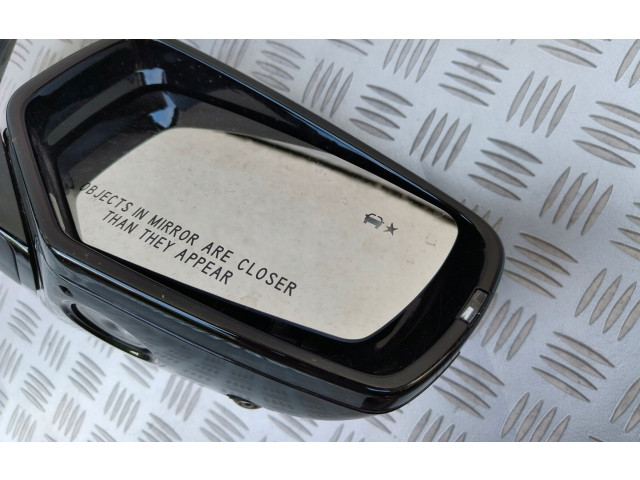 OBJECTS IN MIRROR ARE CLOSER
THAN THEY APPEAR